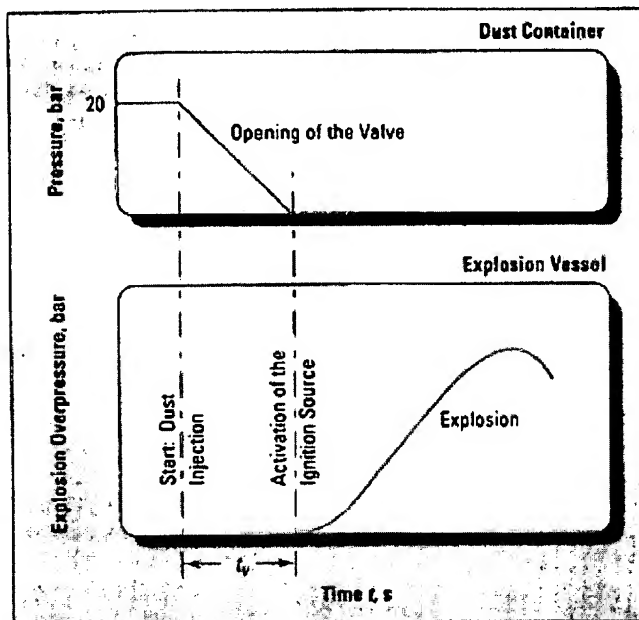 Dust Container
Pressure, bar
20
Opening of the Valve
Explosion Vessel
Explosion Overpressure, bar
Start: Dust
Injection
Activation of the
Ignition Source
Explosion
tv
Time t, s